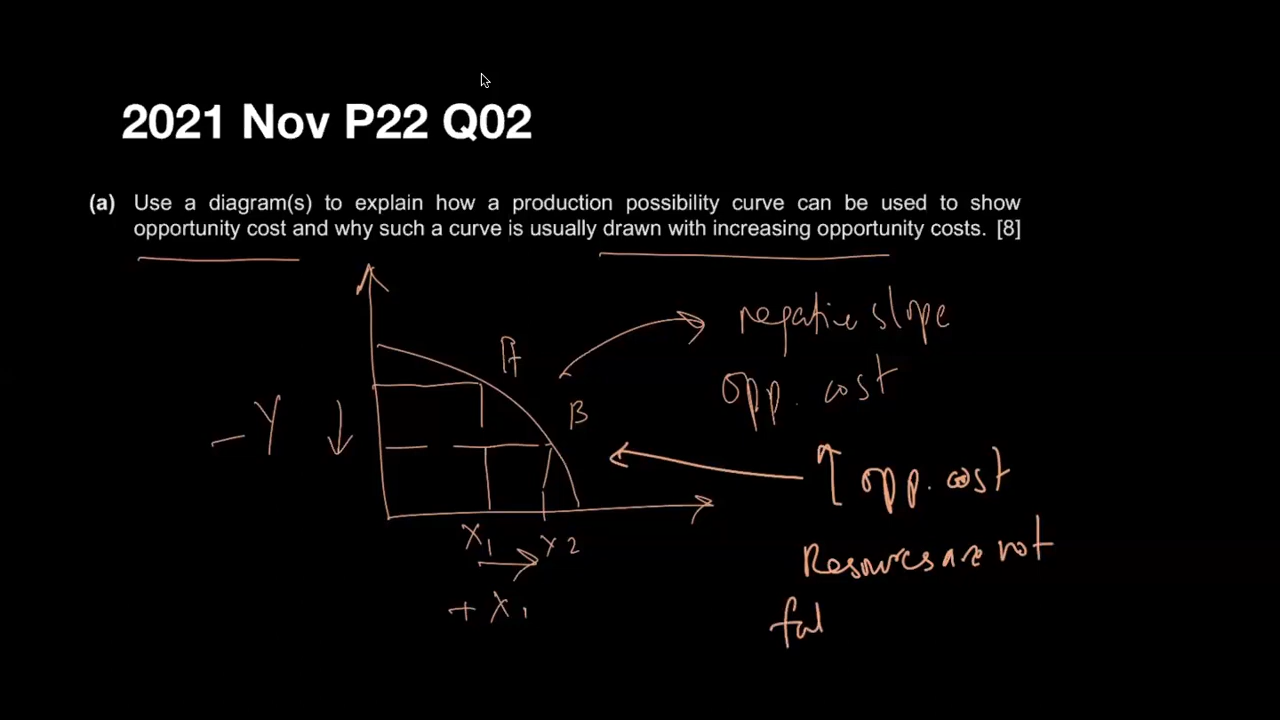 2021 Nov P22 Q02
(a) Use a diagram(s) to explain how a production possibility curve can be used to show
opportunity cost and why such a curve is usually drawn with increasing opportunity costs. [8]
negative slope
A
opp. cost
B
- Y ↓
↑ opp. cost
X1 X2
Resources are not
+ X1
ful